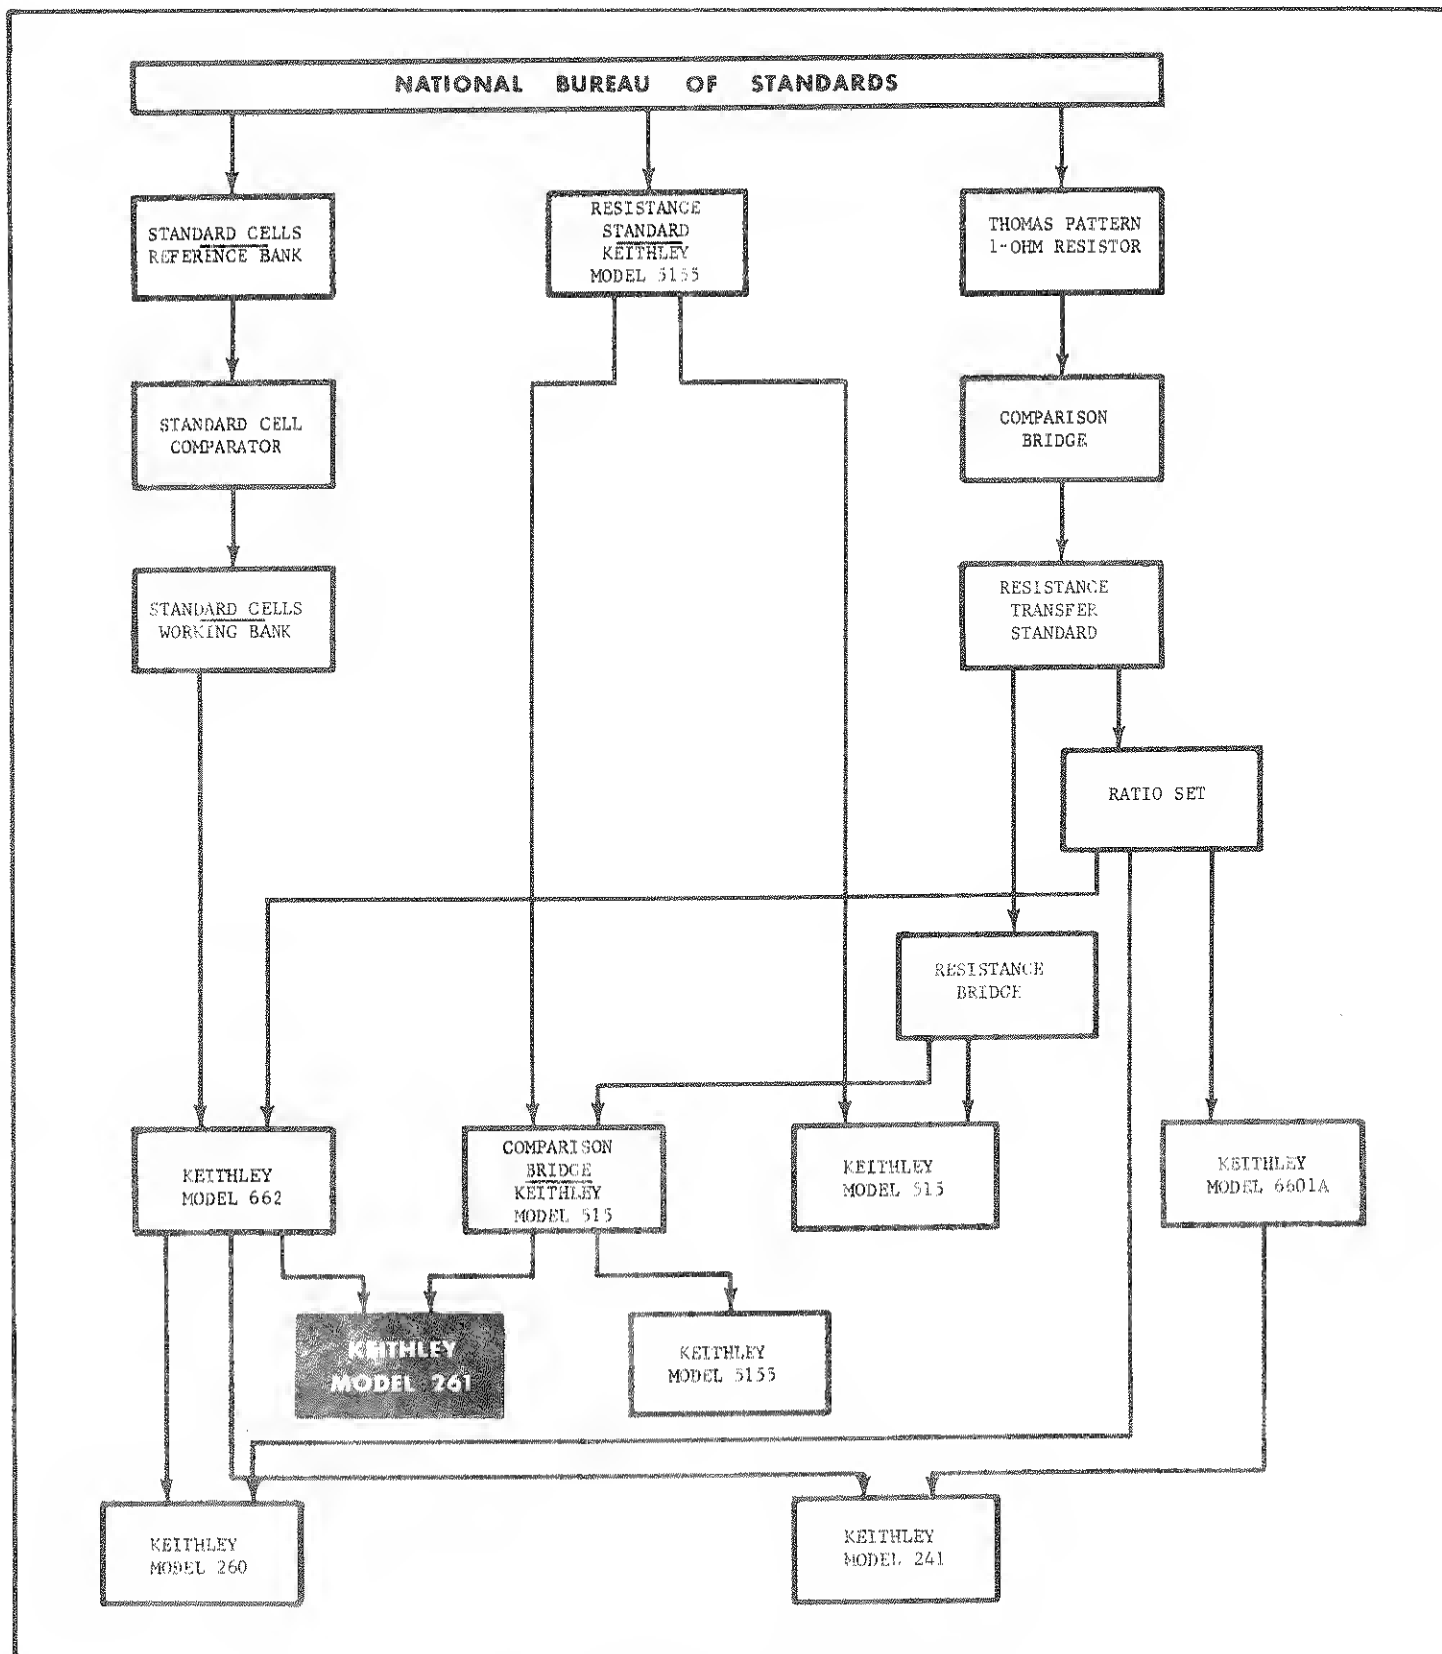 NATIONAL BUREAU OF STANDARDS
STANDARD CELLS
REFERENCE BANK
RESISTANCE
STANDARD
KEITHLEY
MODEL 5155
THOMAS PATTERN
1-OHM RESISTOR
STANDARD CELL
COMPARATOR
COMPARISON
BRIDGE
STANDARD CELLS
WORKING BANK
RESISTANCE
TRANSFER
STANDARD
RATIO SET
RESISTANCE
BRIDGE
KEITHLEY
MODEL 662
COMPARISON
BRIDGE
KEITHLEY
MODEL 515
KEITHLEY
MODEL 515
KEITHLEY
MODEL 6601A
KEITHLEY
MODEL 261
KEITHLEY
MODEL 5155
KEITHLEY
MODEL 260
KEITHLEY
MODEL 241